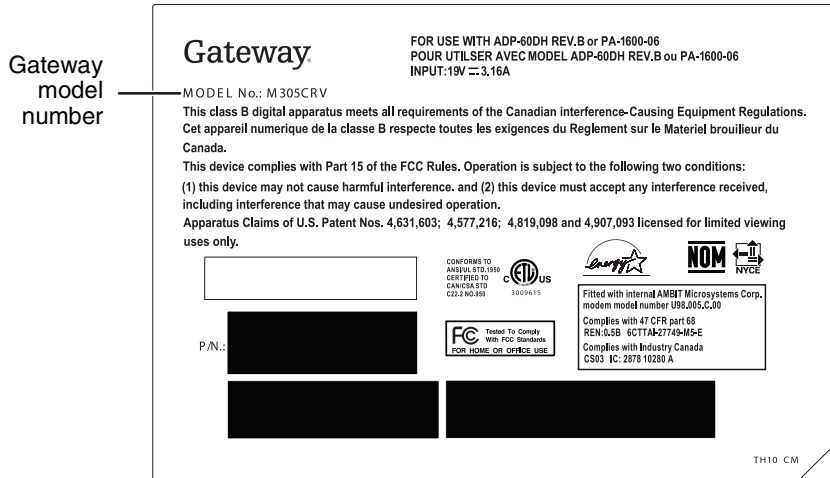 Gateway
model
number
Gateway.
FOR USE WITH ADP-60DH REV.B or PA-1600-06
POUR UTILSER AVEC MODEL ADP-60DH REV.B ou PA-1600-06
INPUT:19V ⎓ 3.16A
MODEL No.: M305CRV
This class B digital apparatus meets all requirements of the Canadian interference-Causing Equipment Regulations.
Cet appareil numerique de la classe B respecte toutes les exigences du Reglement sur le Materiel brouilieur du
Canada.
This device complies with Part 15 of the FCC Rules. Operation is subject to the following two conditions:
(1) this device may not cause harmful interference. and (2) this device must accept any interference received,
including interference that may cause undesired operation.
Apparatus Claims of U.S. Patent Nos. 4,631,603; 4,577,216; 4,819,098 and 4,907,093 licensed for limited viewing
uses only.
CONFORMS TO
ANSI/UL STD.1950
CERTIFIED TO
CAN/CSA STD
C22.2 NO.950
C ETL US
3009615
energy
NOM
NYCE
Fitted with internal AMBIT Microsystems Corp.
modem model number U98.005.C.00
Complies with 47 CFR part 68
REN:0.5B 6CTTAI-27749-M5-E
Complies with Industry Canada
CS03 IC: 2878 10280 A
P/N.:
FC Tested To Comply
With FCC Standards
FOR HOME OR OFFICE USE
TH10 CM